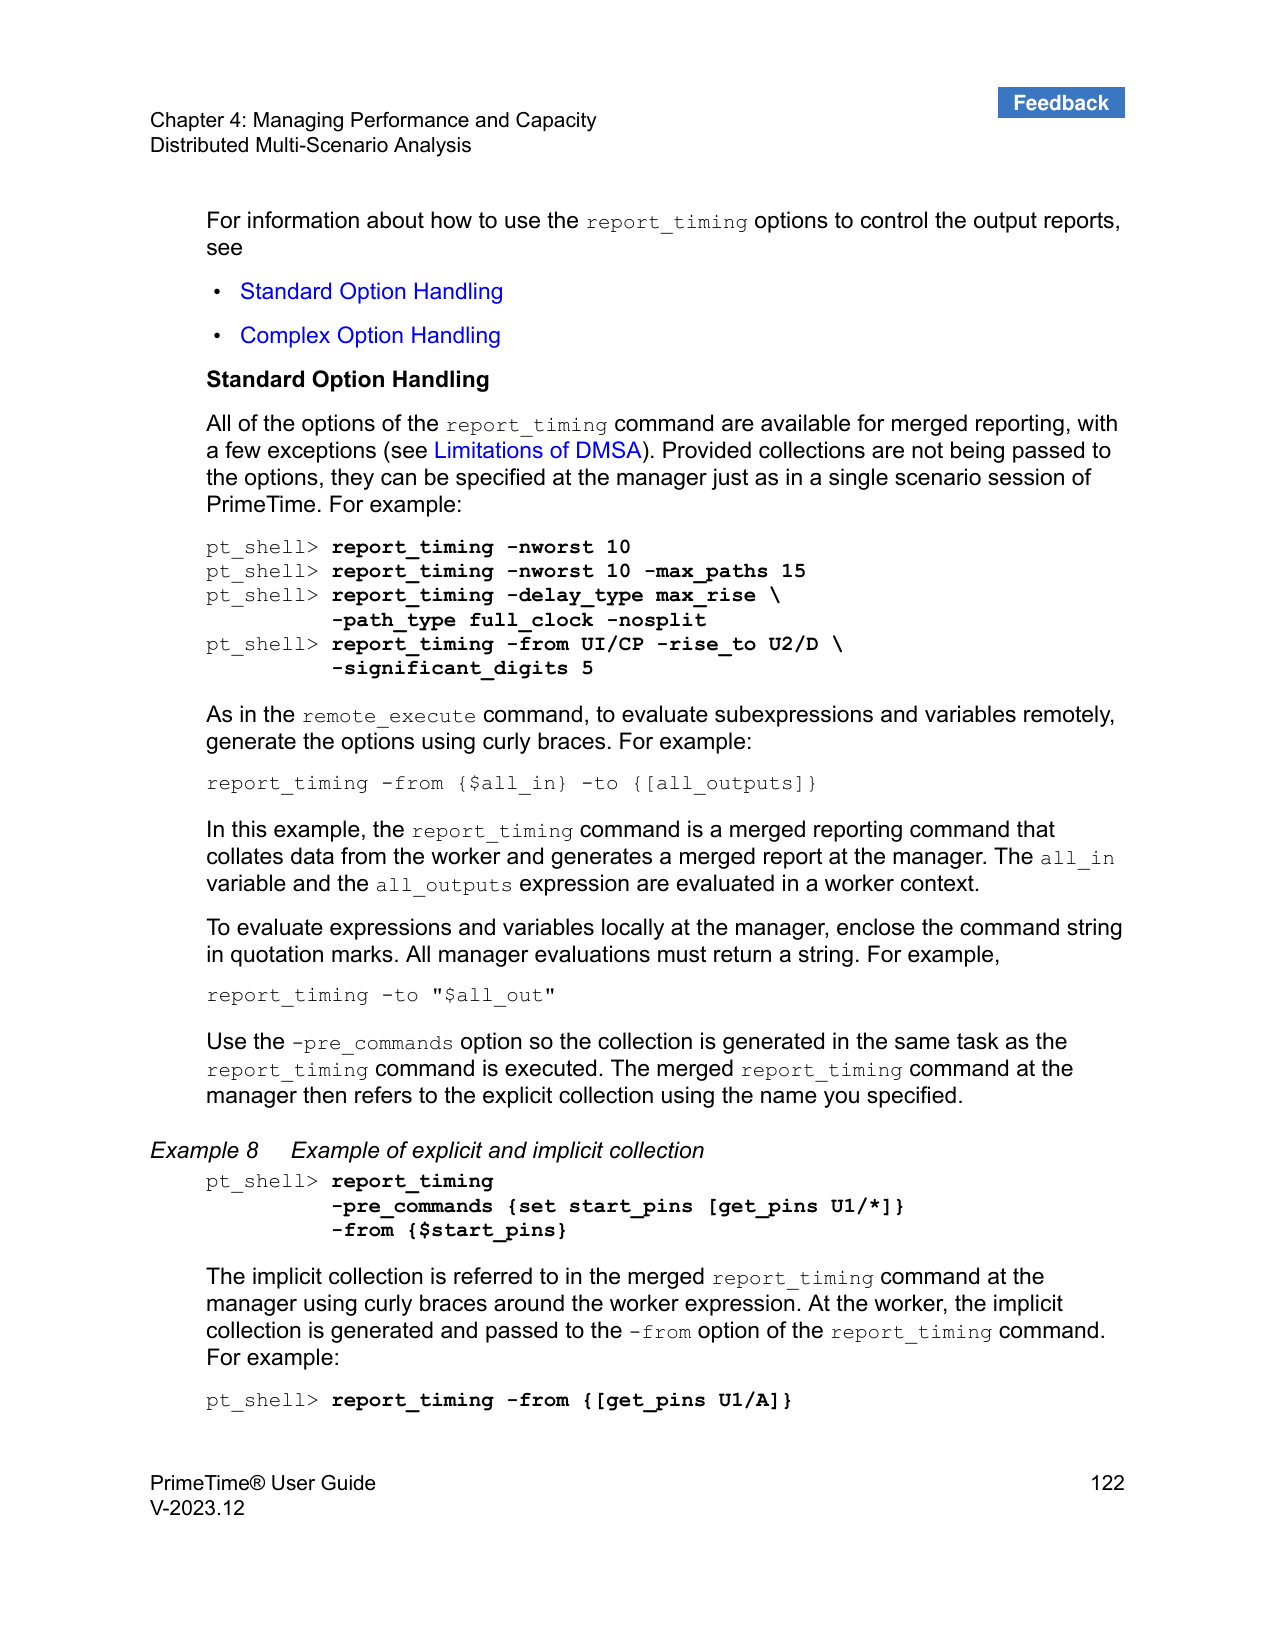 Feedback
Chapter 4: Managing Performance and Capacity
Distributed Multi-Scenario Analysis
For information about how to use the report_timing options to control the output reports,
see
• Standard Option Handling
• Complex Option Handling
Standard Option Handling
All of the options of the report_timing command are available for merged reporting, with
a few exceptions (see Limitations of DMSA). Provided collections are not being passed to
the options, they can be specified at the manager just as in a single scenario session of
PrimeTime. For example:
pt_shell> report_timing -nworst 10
pt_shell> report_timing -nworst 10 -max_paths 15
pt_shell> report_timing -delay_type max_rise \
-path_type full_clock -nosplit
pt_shell> report_timing -from UI/CP -rise_to U2/D \
-significant_digits 5
As in the remote_execute command, to evaluate subexpressions and variables remotely,
generate the options using curly braces. For example:
report_timing -from {$all_in} -to {[all_outputs]}
In this example, the report_timing command is a merged reporting command that
collates data from the worker and generates a merged report at the manager. The all_in
variable and the all_outputs expression are evaluated in a worker context.
To evaluate expressions and variables locally at the manager, enclose the command string
in quotation marks. All manager evaluations must return a string. For example,
report_timing -to "$all_out"
Use the -pre_commands option so the collection is generated in the same task as the
report_timing command is executed. The merged report_timing command at the
manager then refers to the explicit collection using the name you specified.
Example 8 Example of explicit and implicit collection
pt_shell> report_timing
-pre_commands {set start_pins [get_pins U1/*]}
-from {$start_pins}
The implicit collection is referred to in the merged report_timing command at the
manager using curly braces around the worker expression. At the worker, the implicit
collection is generated and passed to the -from option of the report_timing command.
For example:
pt_shell> report_timing -from {[get_pins U1/A]}
PrimeTime® User Guide 122
V-2023.12